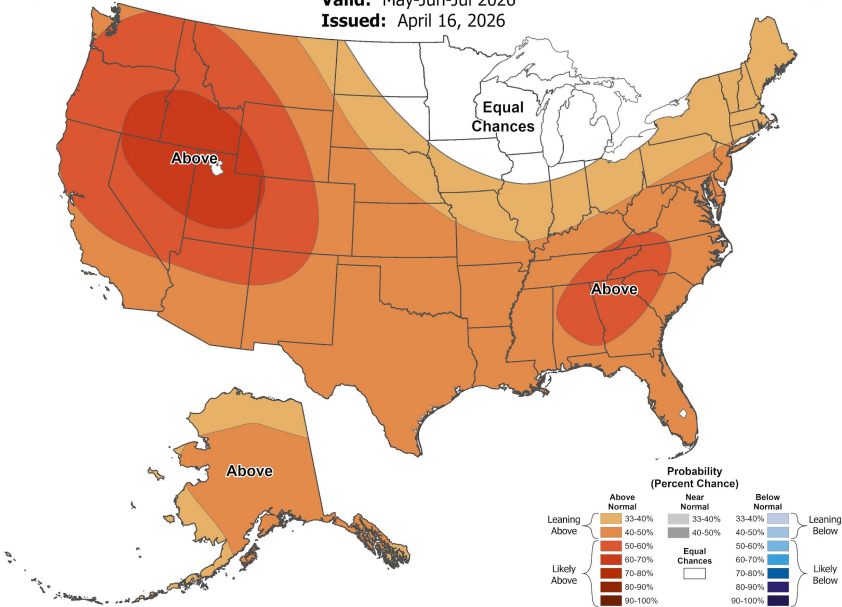 Valid: May-Jun-Jul 2026
Issued: April 16, 2026
Equal
Chances
Above
Above
Above
Probability
(Percent Chance)
Above
Normal
Near
Normal
Below
Normal
Leaning
Above
33-40%
40-50%
33-40%
40-50%
33-40%
40-50%
Leaning
Below
Likely
Above
50-60%
60-70%
70-80%
80-90%
90-100%
Equal
Chances
50-60%
60-70%
70-80%
80-90%
90-100%
Likely
Below